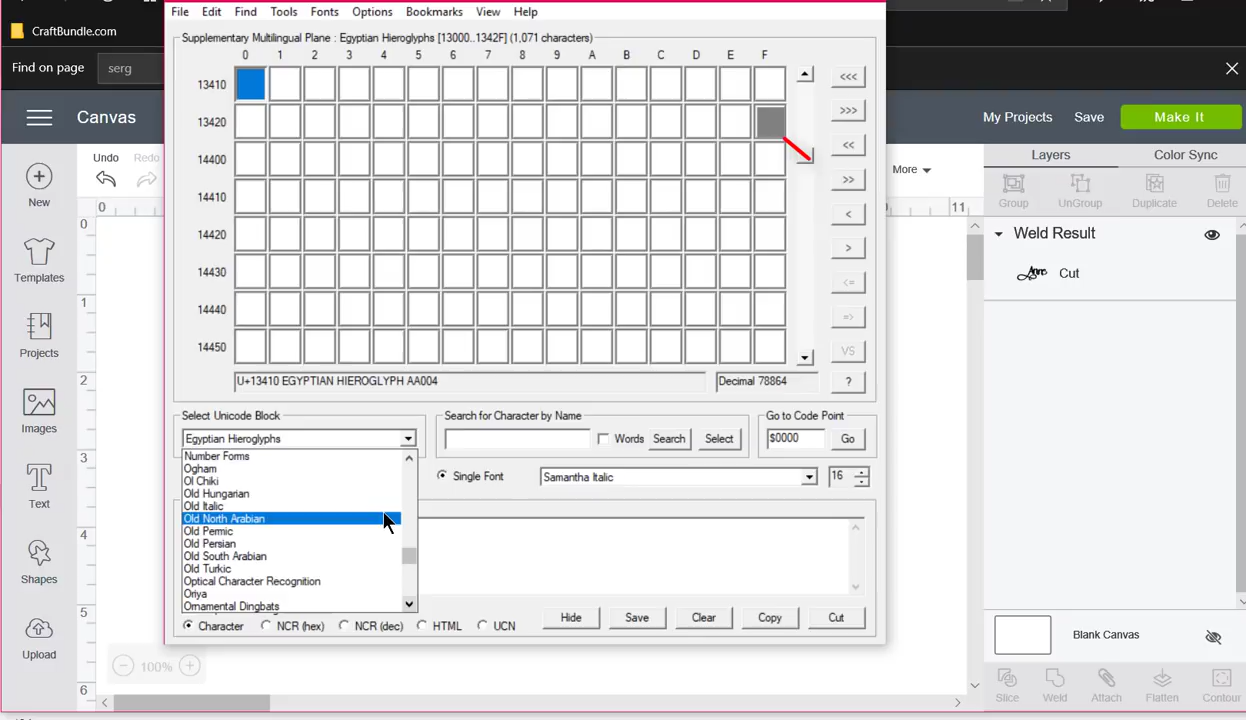 CraftBundle.com
Find on page
serg
Canvas
My Projects
Save
Make It
File Edit Find Tools Fonts Options Bookmarks View Help
Supplementary Multilingual Plane : Egyptian Hieroglyphs [13000..1342F] (1,071 characters)
0 1 2 3 4 5 6 7 8 9 A B C D E F
13410
13420
14400
14410
14420
14430
14440
14450
<<<
>>>
<<
>>
<
>
<=
=>
VS
?
U+13410 EGYPTIAN HIEROGLYPH AA004
Decimal 78864
Select Unicode Block
Egyptian Hieroglyphs
Number Forms
Ogham
Ol Chiki
Old Hungarian
Old Italic
Old North Arabian
Old Permic
Old Persian
Old South Arabian
Old Turkic
Optical Character Recognition
Oriya
Ornamental Dingbats
Search for Character by Name
Words Search Select
Go to Code Point
$0000 Go
Single Font Samantha Italic 16
Character NCR (hex) NCR (dec) HTML UCN
Hide Save Clear Copy Cut
Undo Redo
More
0
11
0
1
2
3
4
5
6
New
Templates
Projects
Images
Text
Shapes
Upload
100%
Layers Color Sync
Group UnGroup Duplicate Delete
Weld Result
Anne Cut
Blank Canvas
Slice Weld Attach Flatten Contour